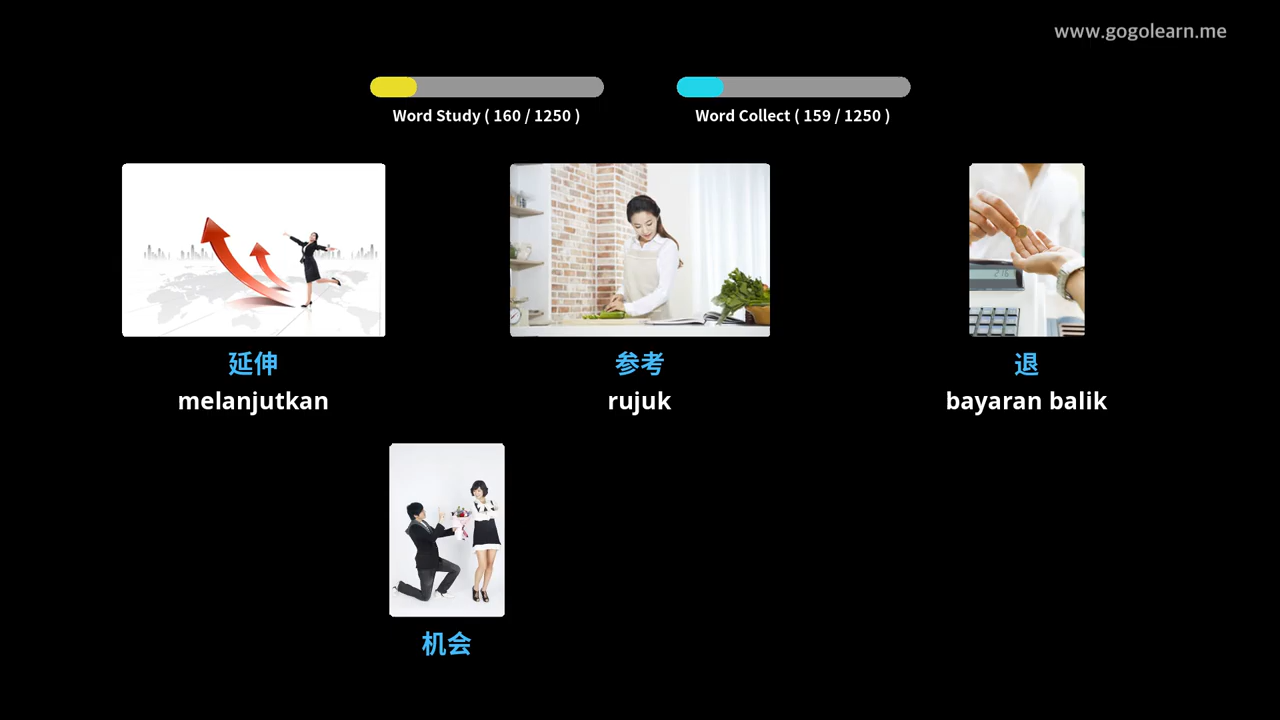 www.gogolearn.me
Word Study ( 160 / 1250 )
Word Collect ( 159 / 1250 )
延伸
melanjutkan
参考
rujuk
退
bayaran balik
机会